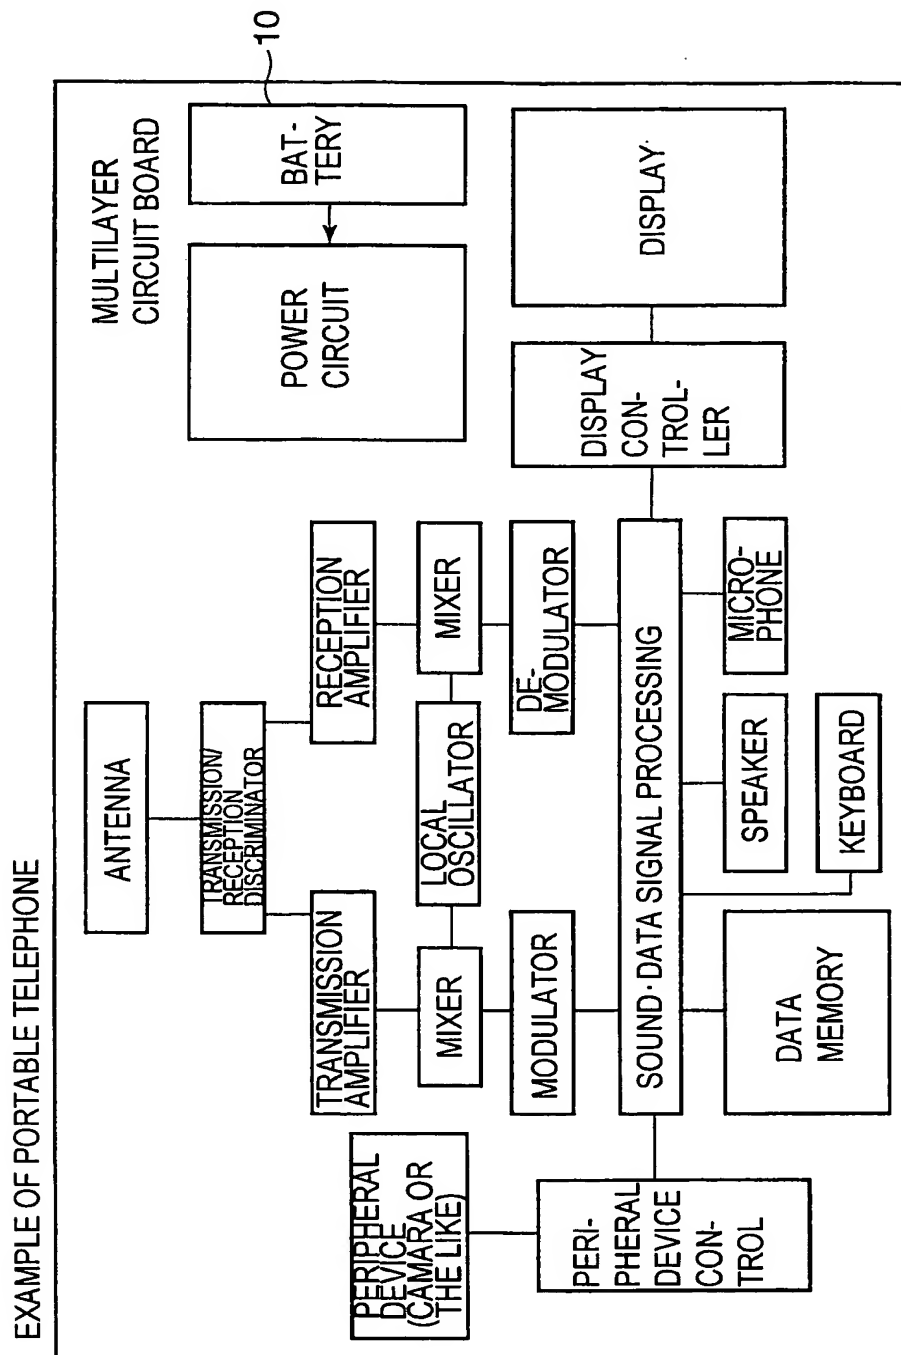 EXAMPLE OF PORTABLE TELEPHONE
MULTILAYER
CIRCUIT BOARD
10
ANTENNA
TRANSMISSION/
RECEPTION
DISCRIMINATOR
TRANSMISSION
AMPLIFIER
RECEPTION
AMPLIFIER
POWER
CIRCUIT
BAT-
TERY
PERIPHERAL
DEVICE
(CAMARA OR
THE LIKE)
MIXER
LOCAL
OSCILLATOR
MIXER
MODULATOR
DE-
MODULATOR
PERI-
PHERAL
DEVICE
CON-
TROL
SOUND·DATA SIGNAL PROCESSING
DISPLAY
CON-
TROL-
LER
DISPLAY
DATA
MEMORY
SPEAKER
MICRO-
PHONE
KEYBOARD